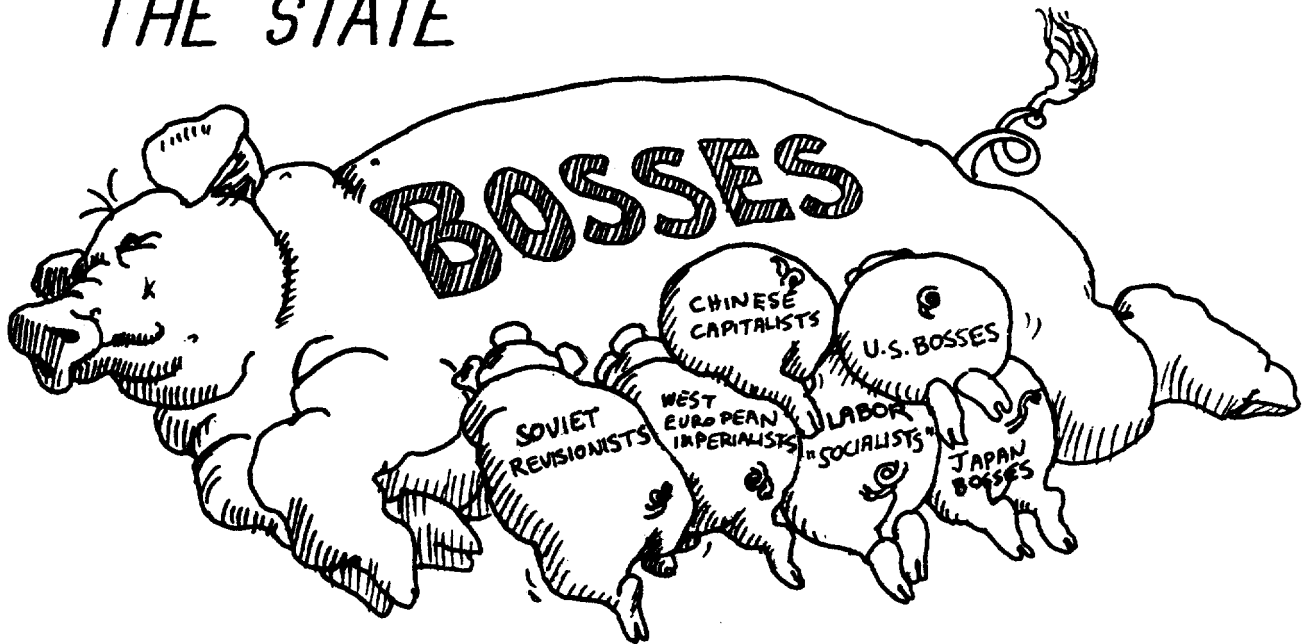 THE STATE
BOSSES
CHINESE
CAPITALISTS
U.S. BOSSES
SOVIET
REVISIONISTS
WEST
EUROPEAN
IMPERIALISTS
LABOR
"SOCIALISTS"
JAPAN
BOSSES